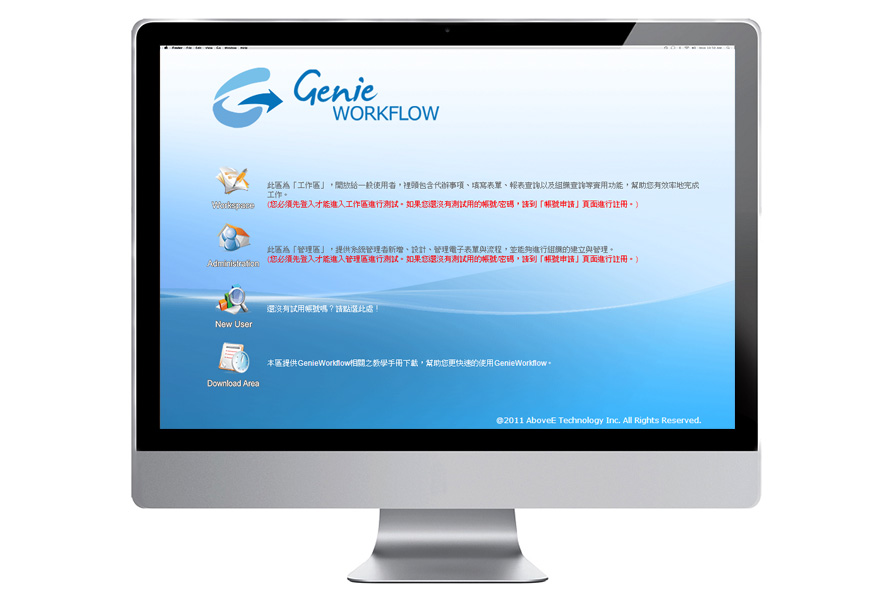 Finder File Edit View Go Window Help
Genie
WORKFLOW
此區為「工作區」，開放給一般使用者，裡頭包含代辦事項、填寫表單、報表查詢以及組織查詢等實用功能，幫助您有效率地完成
工作。
Workspace
(您必須先登入才能進入工作區進行測試。如果您還沒有測試用的帳號/密碼，請到「帳號申請」頁面進行註冊。)
此區為「管理區」，提供系統管理者新增、設計、管理電子表單與流程，並能夠進行組織的建立與管理。
Administration
(您必須先登入才能進入管理區進行測試。如果您還沒有測試用的帳號/密碼，請到「帳號申請」頁面進行註冊。)
還沒有試用帳號嗎？請點選此處！
New User
本區提供GenieWorkflow相關之教學手冊下載，幫助您更快速的使用GenieWorkflow。
Download Area
@2011 AboveE Technology Inc. All Rights Reserved.